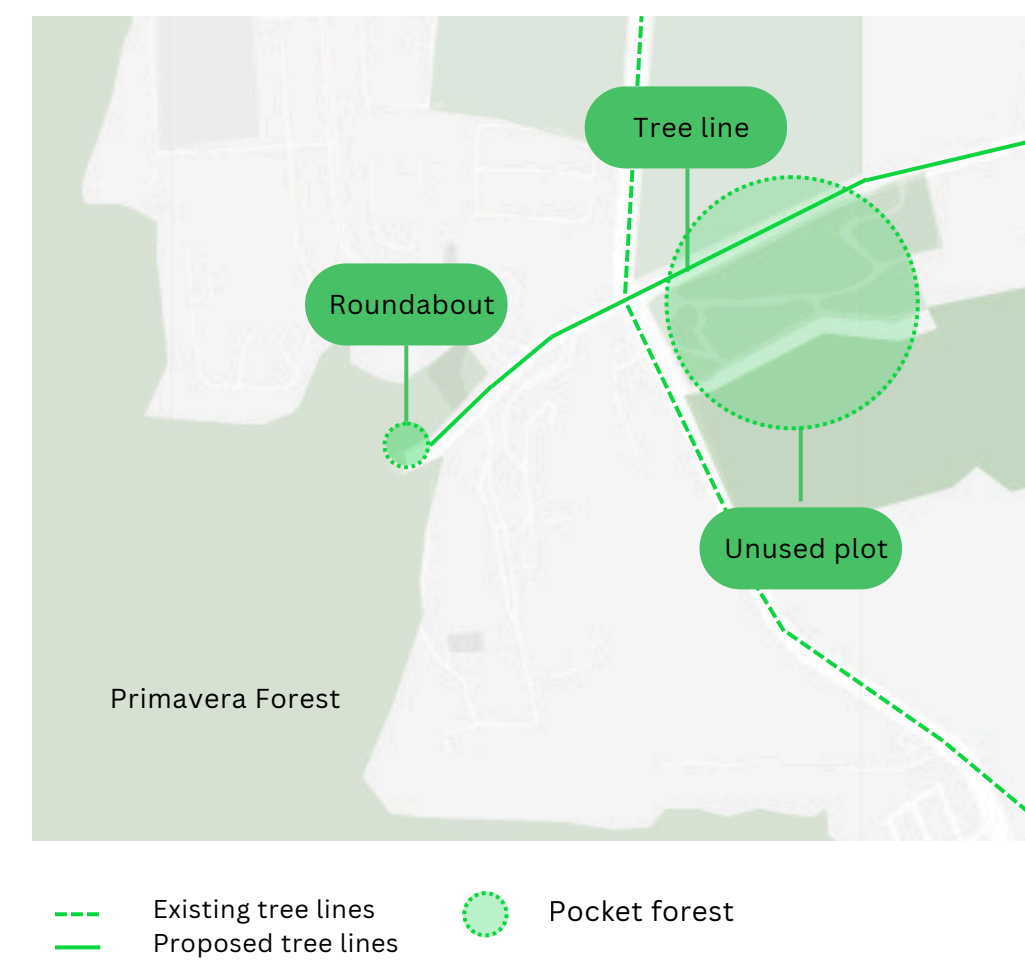 Tree line
Roundabout
Unused plot
Primavera Forest
Existing tree lines
Proposed tree lines
Pocket forest